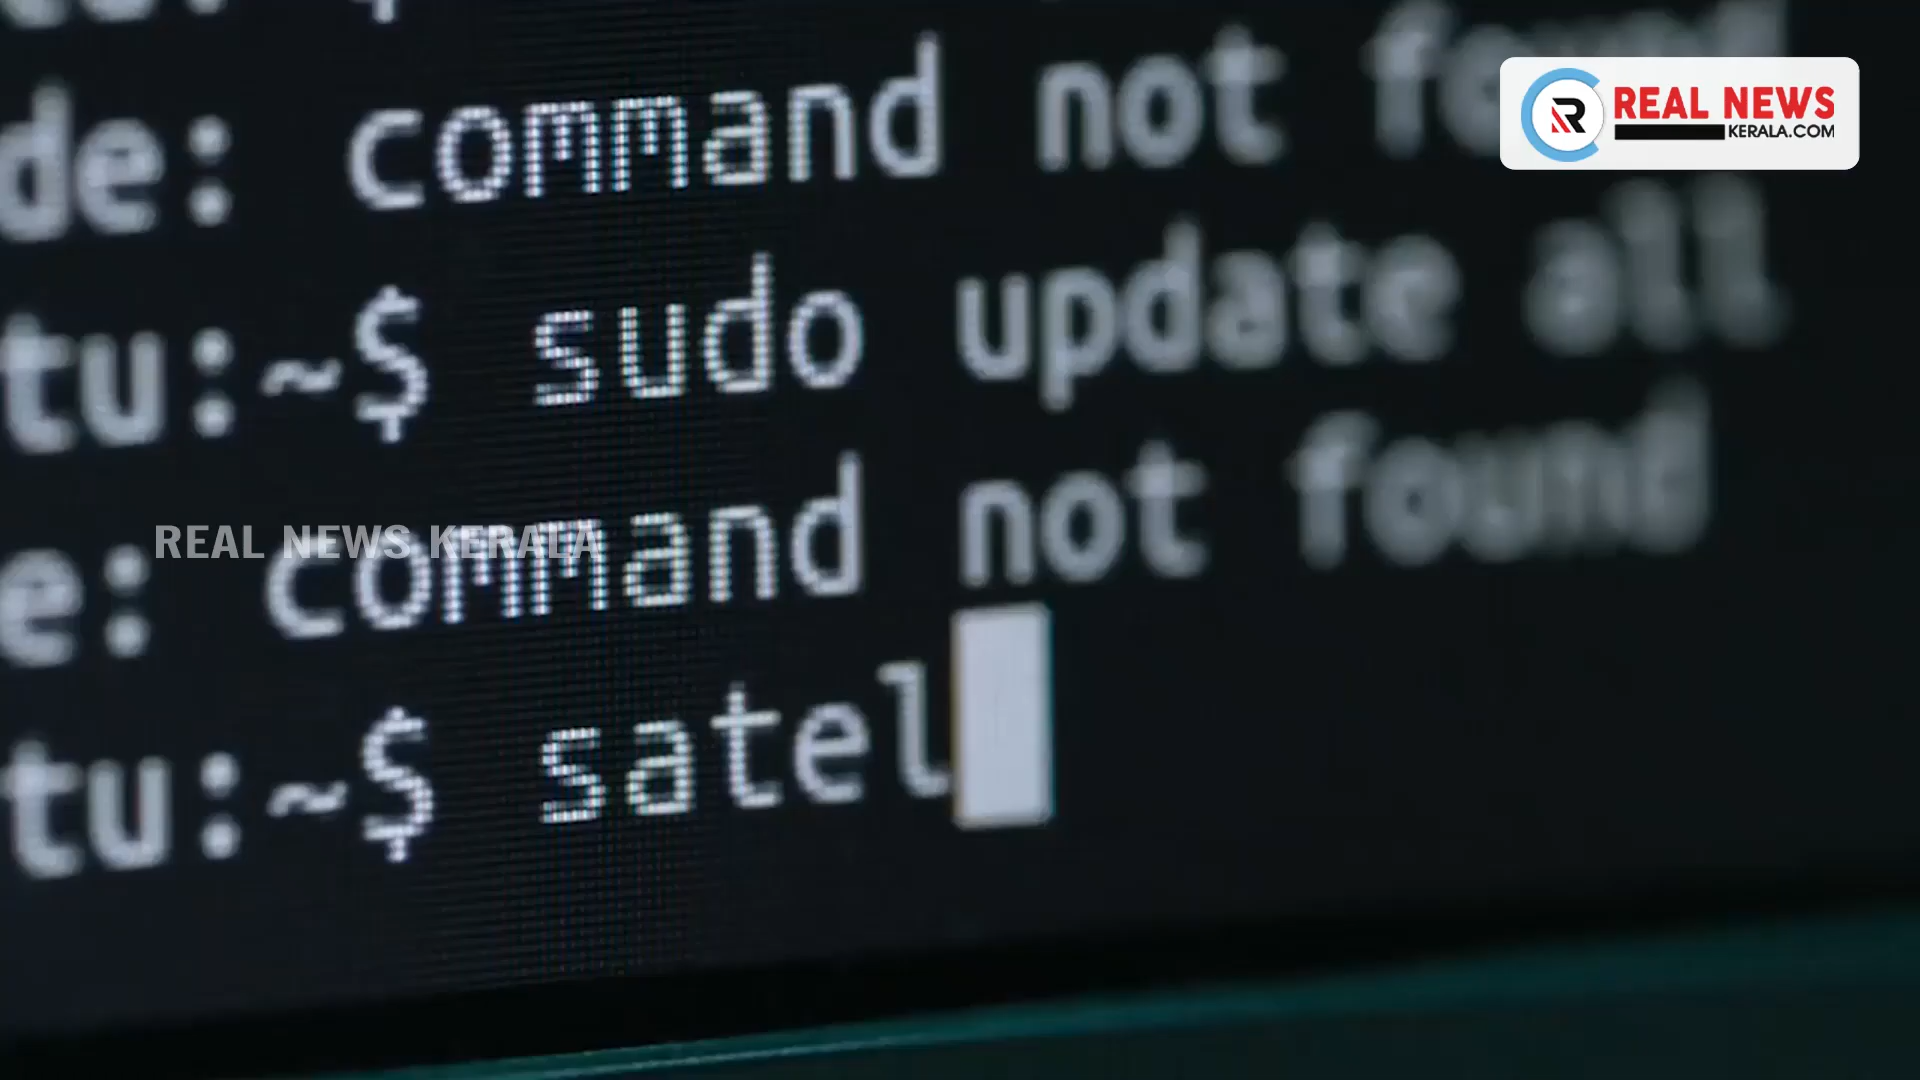 de: command not found
REAL NEWS
KERALA.COM
tu:~$ sudo update all
REAL NEWS KERALA
e: command not found
tu:~$ satel